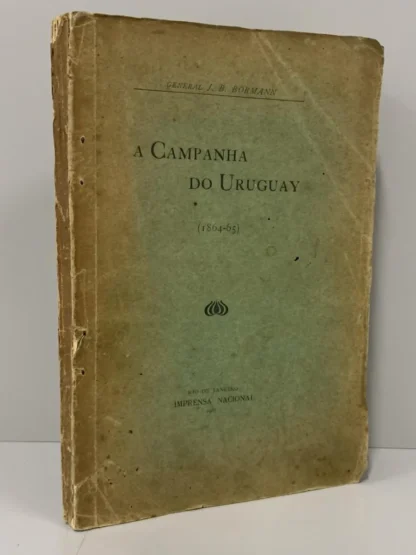 GENERAL J. B. BORMANN
A CAMPANHA
DO URUGUAY
(1864-65)
RIO DE JANEIRO
IMPRENSA NACIONAL